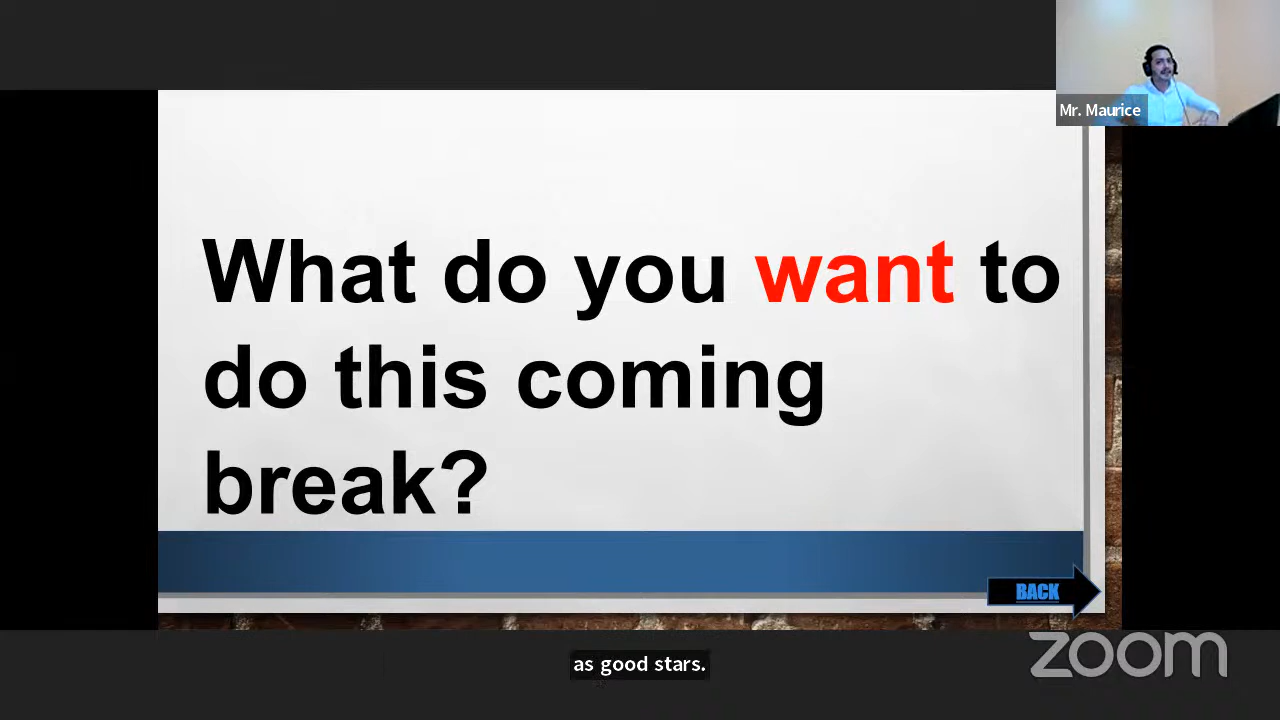 Mr. Maurice
What do you want to
do this coming
break?
BACK
as good stars.
zoom